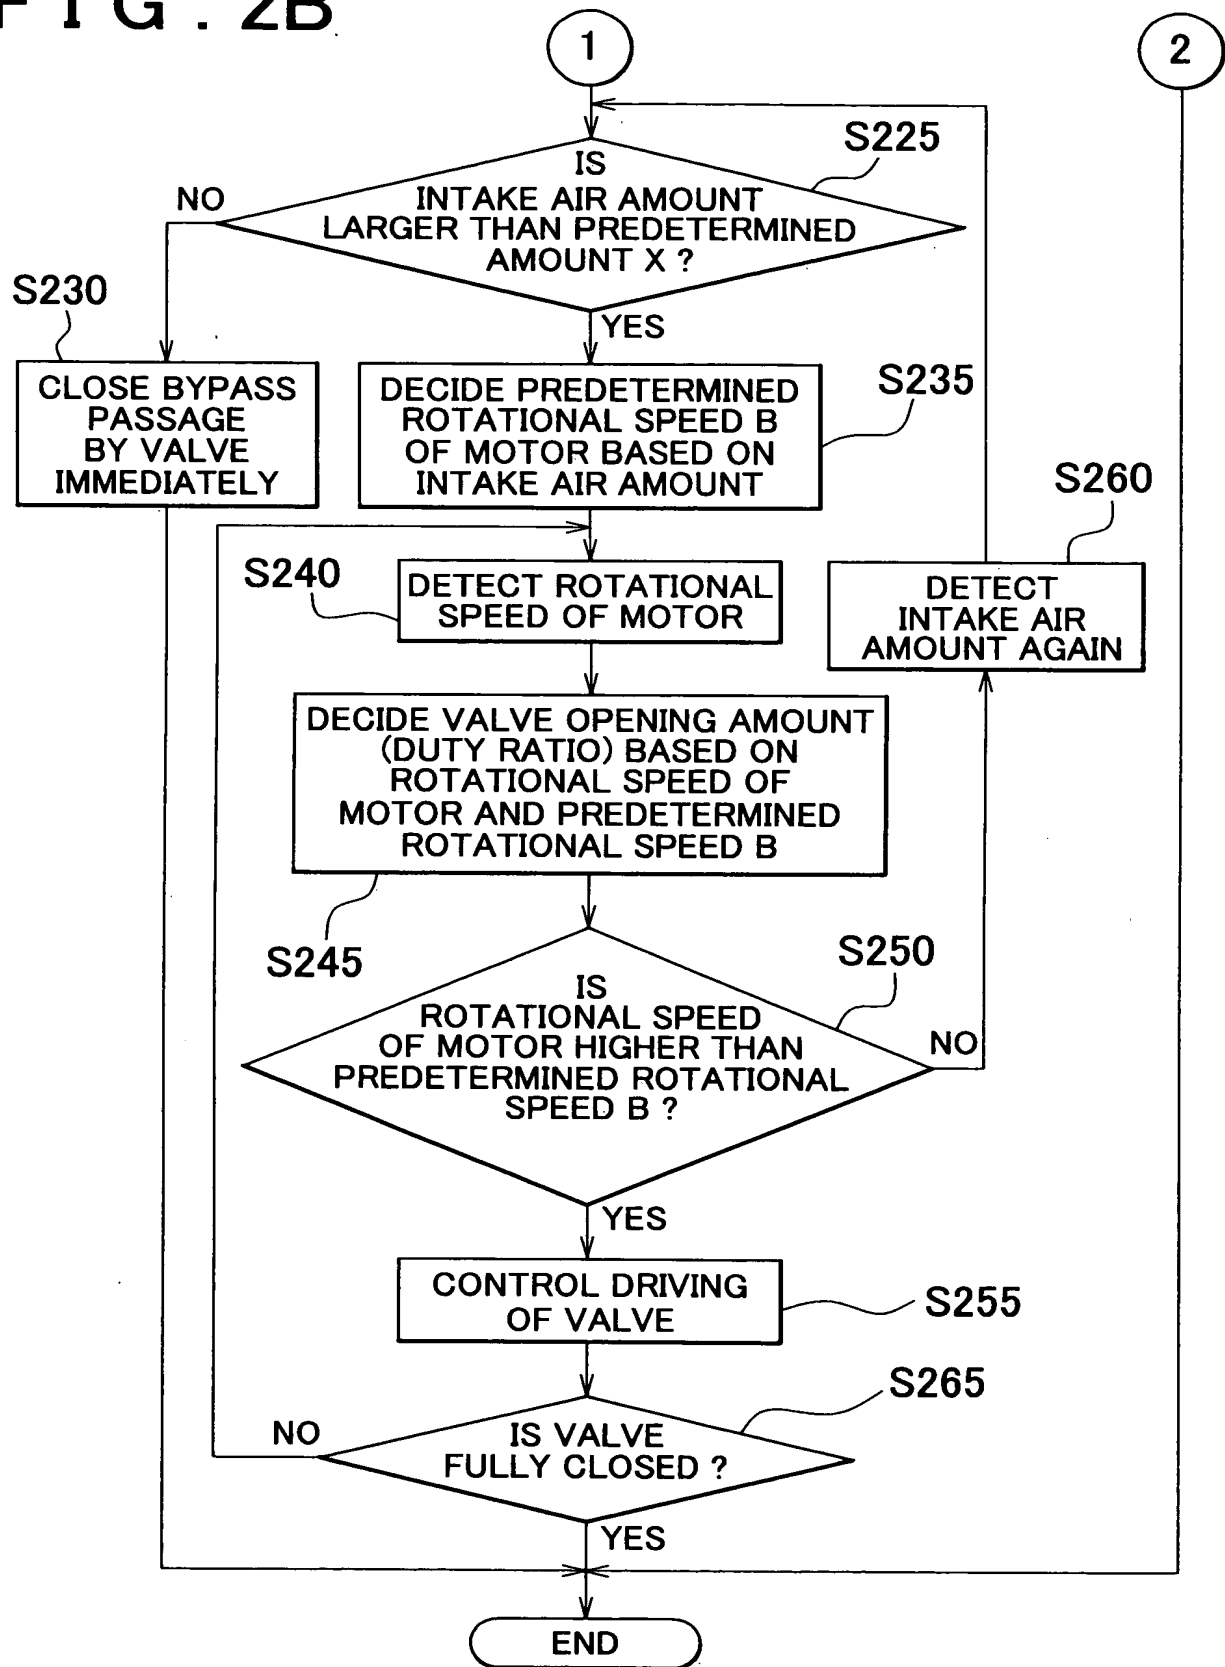 FIG. 2B
1
2
S225
IS
INTAKE AIR AMOUNT
LARGER THAN PREDETERMINED
AMOUNT X ?
NO
YES
S230
CLOSE BYPASS
PASSAGE
BY VALVE
IMMEDIATELY
S235
DECIDE PREDETERMINED
ROTATIONAL SPEED B
OF MOTOR BASED ON
INTAKE AIR AMOUNT
S240
DETECT ROTATIONAL
SPEED OF MOTOR
S260
DETECT
INTAKE AIR
AMOUNT AGAIN
DECIDE VALVE OPENING AMOUNT
(DUTY RATIO) BASED ON
ROTATIONAL SPEED OF
MOTOR AND PREDETERMINED
ROTATIONAL SPEED B
S245
S250
IS
ROTATIONAL SPEED
OF MOTOR HIGHER THAN
PREDETERMINED ROTATIONAL
SPEED B ?
NO
YES
CONTROL DRIVING
OF VALVE
S255
S265
IS VALVE
FULLY CLOSED ?
NO
YES
END